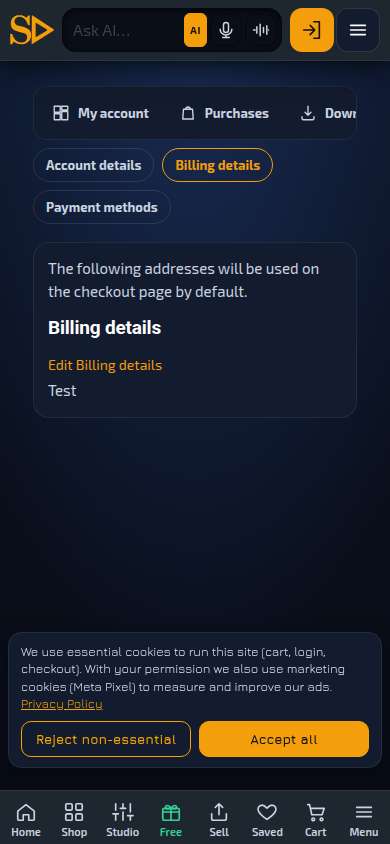 S
Ask AI...
AI
My account
Purchases
Down
Account details
Billing details
Payment methods
The following addresses will be used on
the checkout page by default.
Billing details
Edit Billing details
Test
We use essential cookies to run this site (cart, login,
checkout). With your permission we also use marketing
cookies (Meta Pixel) to measure and improve our ads.
Privacy Policy
Reject non-essential
Accept all
Home
Shop
Studio
Free
Sell
Saved
Cart
Menu